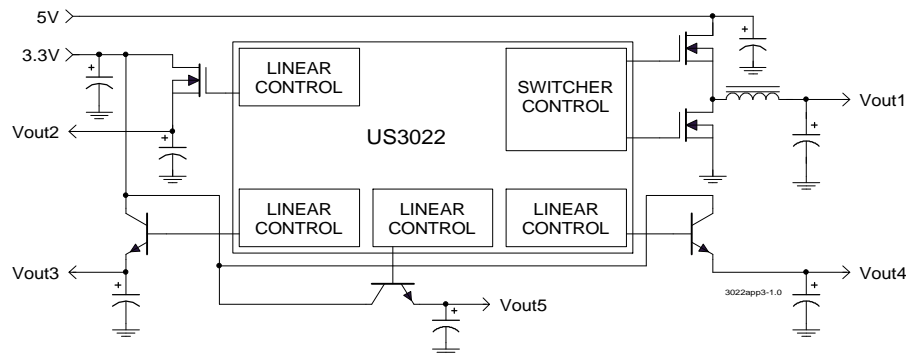 5V
3.3V
LINEAR
CONTROL
SWITCHER
CONTROL
Vout1
Vout2
US3022
LINEAR
CONTROL
LINEAR
CONTROL
LINEAR
CONTROL
Vout3
Vout4
3022app3-1.0
Vout5